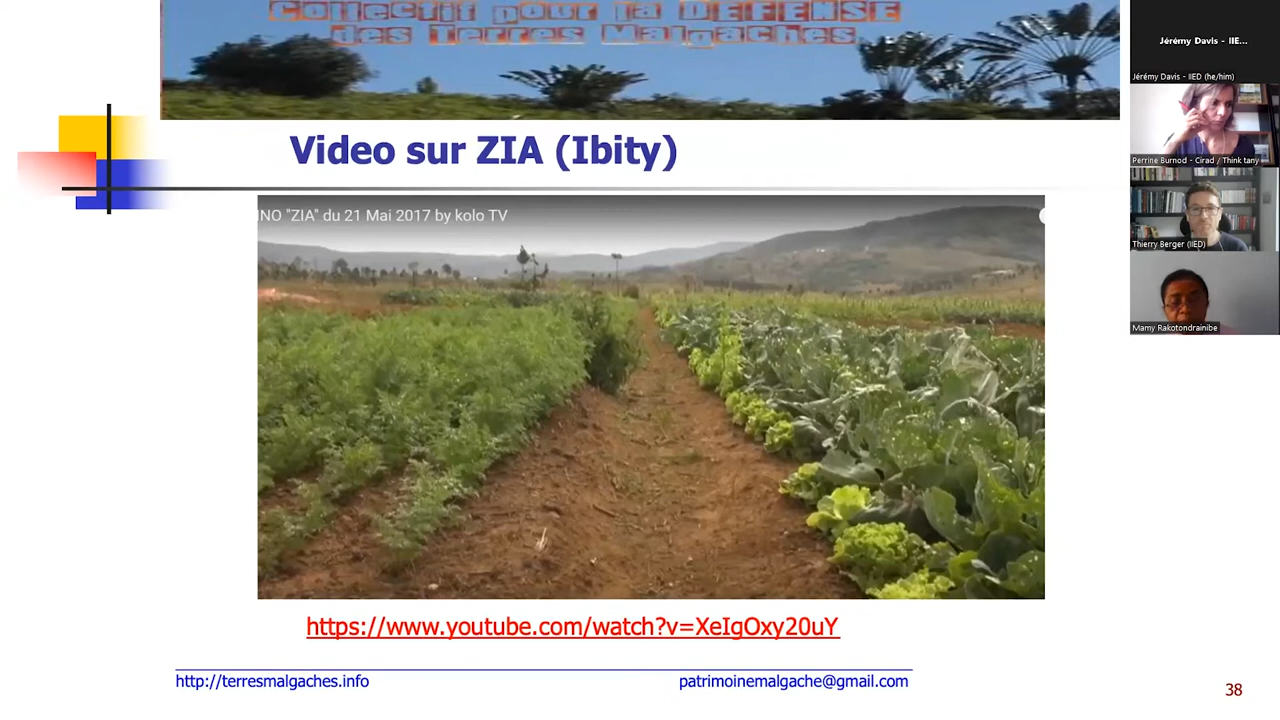 Collectif pour la DEFENSE
des Terres Malgaches
Video sur ZIA (Ibity)
INO "ZIA" du 21 Mai 2017 by kolo TV
https://www.youtube.com/watch?v=XeIgOxy20uY
http://terresmalgaches.info
patrimoinemalgache@gmail.com
38
Jérémy Davis - IIE...
Jérémy Davis - IIED (he/him)
Perrine Burnod - Cirad / Think tany
Thierry Berger (IIED)
Mamy Rakotondrainibe